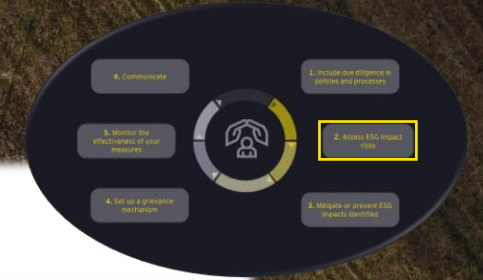 6. Communicate
1. Include due diligence in
policies and processes
5. Monitor the
effectiveness of your
measures
2. Assess ESG impact
risks
4. Set up a grievance
mechanism
3. Mitigate or prevent ESG
impacts identified